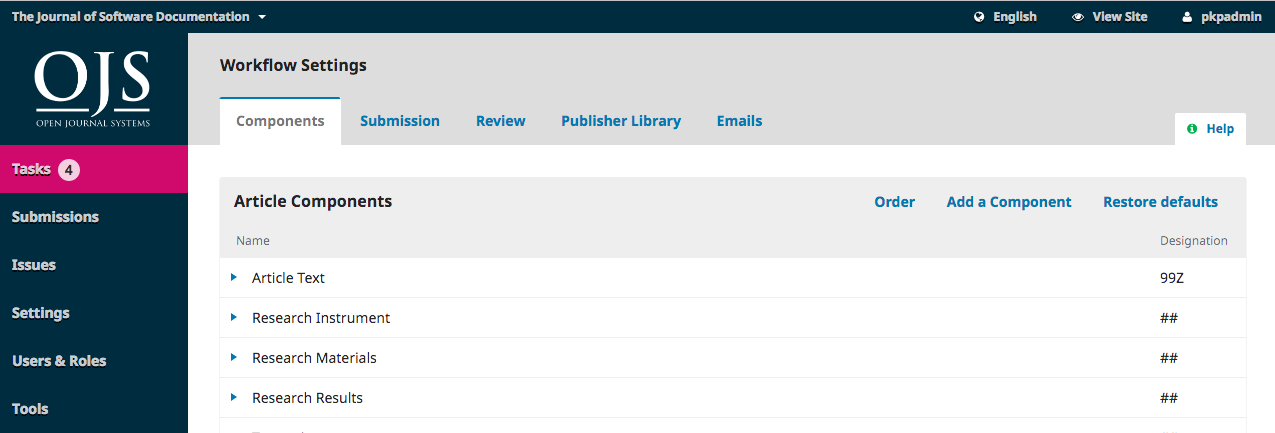 The Journal of Software Documentation English View Site pkpadmin
OJS
OPEN JOURNAL SYSTEMS
Tasks 4
Submissions
Issues
Settings
Users & Roles
Tools
Workflow Settings
Components Submission Review Publisher Library Emails
Help
Article Components Order Add a Component Restore defaults
Name Designation
Article Text 99Z
Research Instrument ##
Research Materials ##
Research Results ##